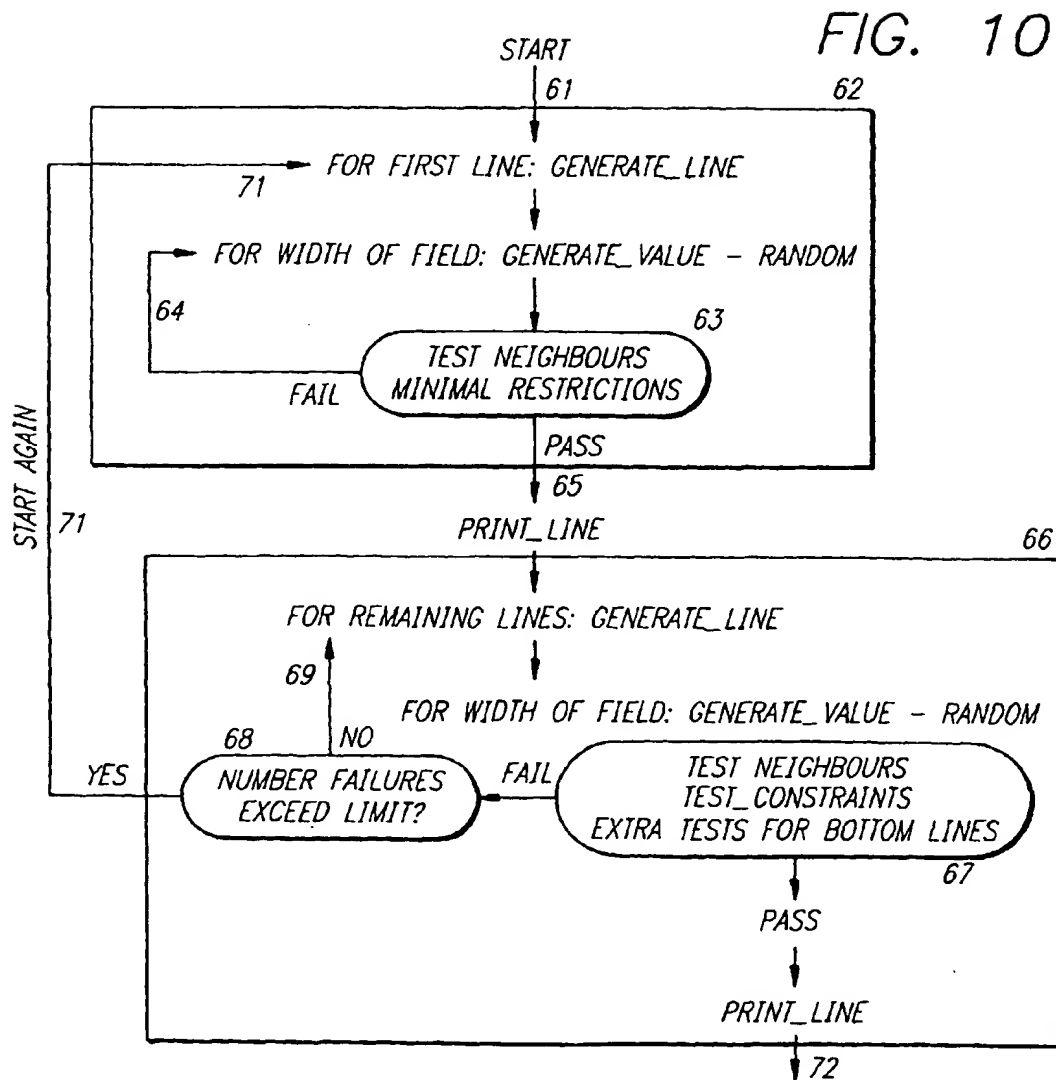 FIG. 10
START
61
62
71
FOR FIRST LINE: GENERATE_LINE
FOR WIDTH OF FIELD: GENERATE_VALUE - RANDOM
64
63
TEST NEIGHBOURS
MINIMAL RESTRICTIONS
FAIL
PASS
65
START AGAIN
71
PRINT_LINE
66
FOR REMAINING LINES: GENERATE_LINE
69
FOR WIDTH OF FIELD: GENERATE_VALUE - RANDOM
68
NO
YES
NUMBER FAILURES
EXCEED LIMIT?
FAIL
TEST NEIGHBOURS
TEST_CONSTRAINTS
EXTRA TESTS FOR BOTTOM LINES
67
PASS
PRINT_LINE
72